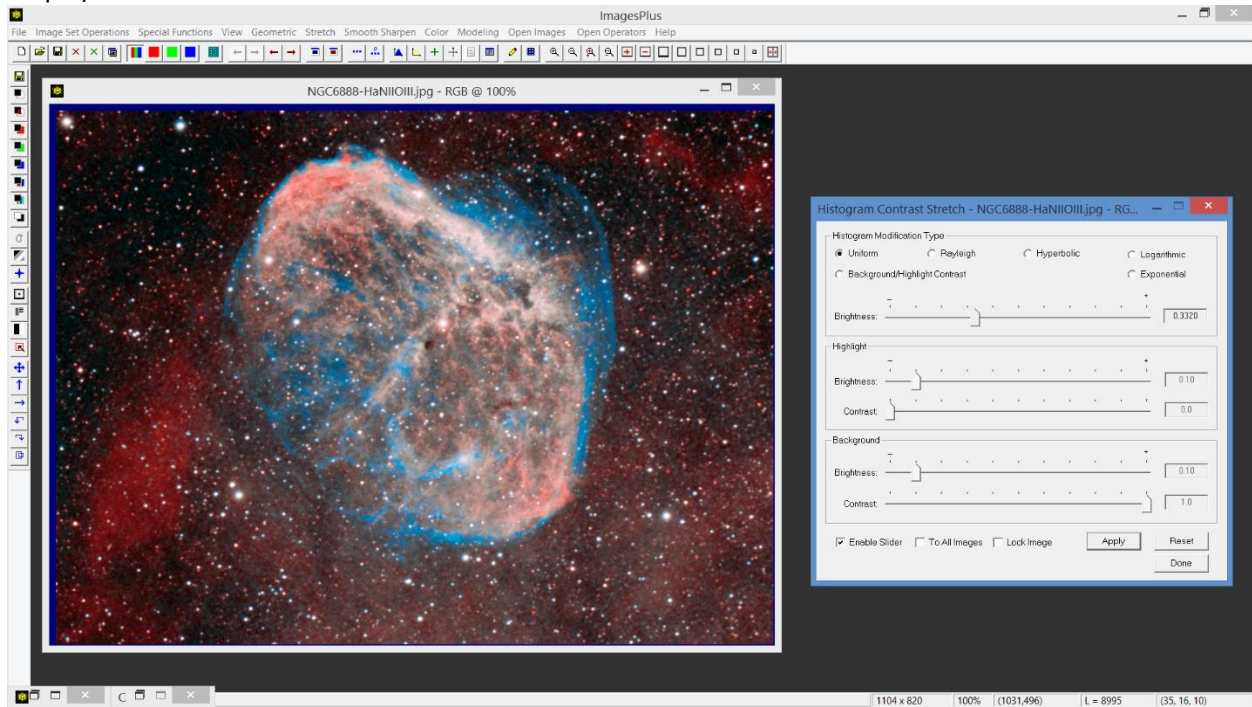 ImagesPlus
File Image Set Operations Special Functions View Geometric Stretch Smooth Sharpen Color Modeling Open Images Open Operators Help
NGC6888-HaNIIOIII.jpg - RGB @ 100%
Histogram Contrast Stretch - NGC6888-HaNIIOIII.jpg - RG...
Histogram Modification Type
Uniform Rayleigh Hyperbolic Logarithmic
Background/Highlight Contrast Exponential
Brightness: - + 0.3320
Highlight
Brightness: - + 0.10
Contrast: 0.0
Background
Brightness: - + 0.10
Contrast: 1.0
Enable Slider To All Images Lock Image Apply Reset
Done
C
1104 x 820 100% (1031,496) L = 8995 (35, 16, 10)